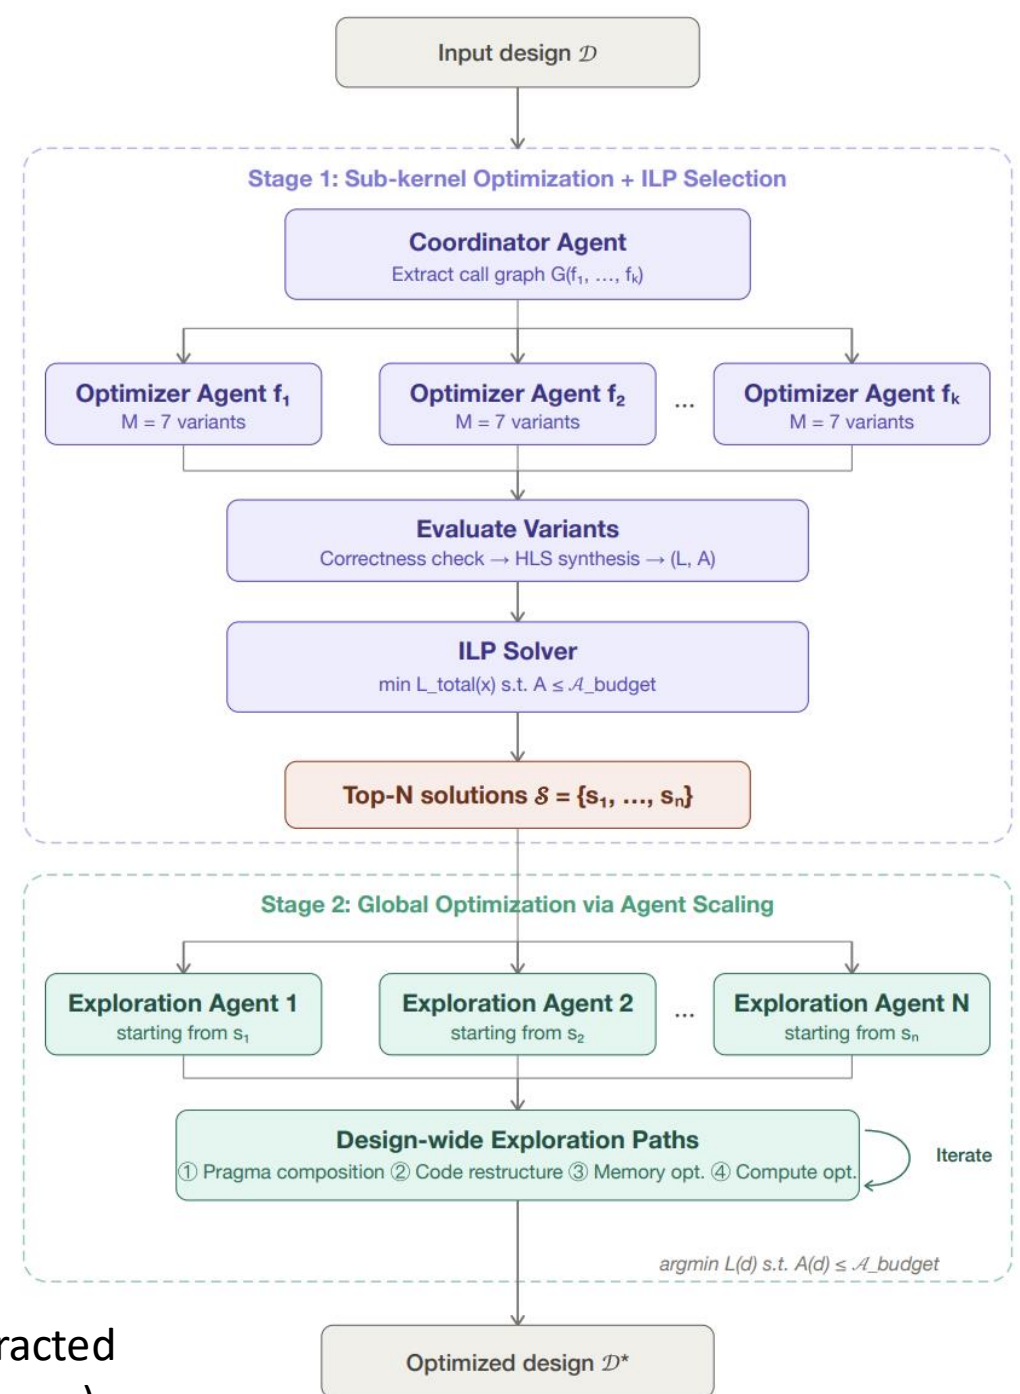 Input design 𝒟
Stage 1: Sub-kernel Optimization + ILP Selection
Coordinator Agent
Extract call graph G(f₁, …, fₖ)
Optimizer Agent f₁
M = 7 variants
Optimizer Agent f₂
M = 7 variants
...
Optimizer Agent fₖ
M = 7 variants
Evaluate Variants
Correctness check → HLS synthesis → (L, A)
ILP Solver
min L_total(x) s.t. A ≤ 𝒜_budget
Top-N solutions 𝒮 = {s₁, …, sₙ}
Stage 2: Global Optimization via Agent Scaling
Exploration Agent 1
starting from s₁
Exploration Agent 2
starting from s₂
...
Exploration Agent N
starting from sₙ
Design-wide Exploration Paths
① Pragma composition ② Code restructure ③ Memory opt. ④ Compute opt.
Iterate
argmin L(d) s.t. A(d) ≤ 𝒜_budget
racted
Optimized design 𝒟*